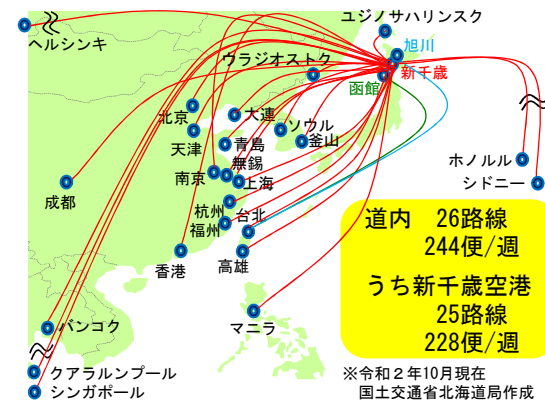 ユジノサハリンスク
ヘルシンキ
旭川
ウラジオストク
新千歳
函館
北京
大連
ソウル
天津
青島
釜山
無錫
ホノルル
南京
上海
シドニー
成都
杭州
台北
福州
香港
高雄
道内 26路線
244便/週
うち新千歳空港
25路線
228便/週
バンコク
マニラ
クアラルンプール
シンガポール
※令和２年10月現在
国土交通省北海道局作成